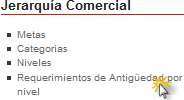 Jerarquía Comercial
Metas
Categorias
Niveles
Requerimientos de Antigüedad por
nivel